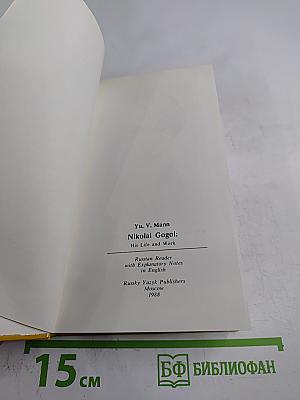 Yu. V. Mann
Nikolai Gogol:
His Life and Work
Russian Reader
with Explanatory Notes
in English
Russky Yazyk Publishers
Moscow
1988
15 см
БФ БИБЛИОФАН